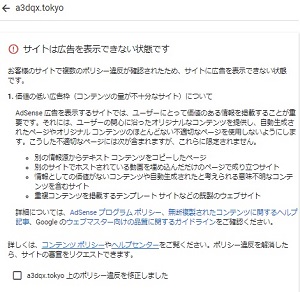 ← a3dqx.tokyo
サイトは広告を表示できない状態です
お客様のサイトで複数のポリシー違反が確認されたため、サイトに広告を表示できない状態
です。
1. 価値の低い広告枠（コンテンツの量が不十分なサイト）について
AdSense 広告を表示するサイトでは、ユーザーにとって価値のある情報を掲載することが重
要です。それには、ユーザーの関心に沿ったオリジナルなコンテンツを提供し、自動生成さ
れたページやオリジナル コンテンツのほとんどない不適切なページを使用しないようにしま
す。こうした不適切ページには次が含まれますが、これらに限定されません。
• 別の情報源からテキスト コンテンツをコピーしたページ
• 別のサイトでホストされている動画を埋め込んだだけのページで成り立つサイト
• 情報としての価値がないコンテンツや自動生成されたと考えられる意味不明なコンテ
ンツを含むサイト
• 重複コンテンツを掲載するテンプレート サイトなどの既製のウェブサイト
詳細については、AdSense プログラム ポリシー、無断複製されたコンテンツに関するヘルプ
記事、Google のウェブマスター向けの品質に関するガイドラインをご確認ください。
詳しくは、コンテンツ ポリシーやヘルプセンターをご覧ください。ポリシー違反を解消した
ら、サイトの審査をリクエストできます。
a3dqx.tokyo 上のポリシー違反を修正しました